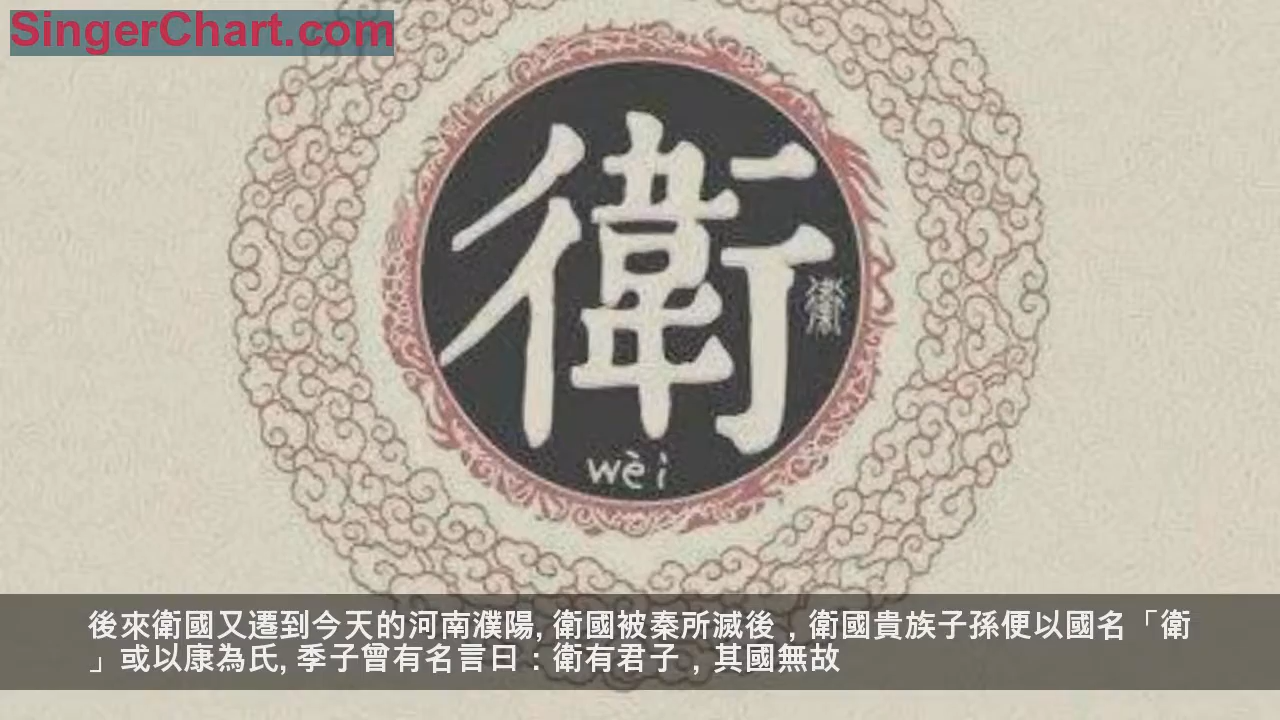 SingerChart.com
衛
衛
wèi
後來衛國又遷到今天的河南濮陽, 衛國被秦所滅後，衛國貴族子孫便以國名「衛
」或以康為氏, 季子曾有名言曰：衛有君子，其國無故